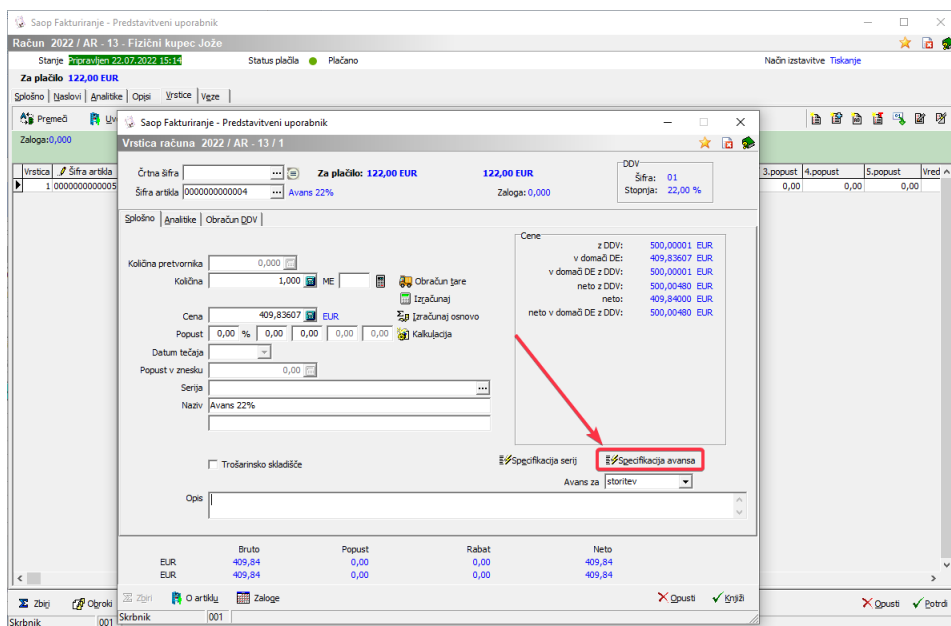 Saop Fakturiranje - Predstavitveni uporabnik
Račun 2022 / AR - 13 - Fizični kupec Jože
Stanje Pripravljen 22.07.2022 15:14 Status plačila Plačano Način izstavitve Tiskanje
Za plačilo 122,00 EUR
Splošno Naslovi Analitike Opisi Vrstice Veze
Premeči
Zaloga:0,000
Vrstica Šifra artikla 3.popust 4.popust 5.popust
1 0000000000005 0,00 0,00 0,00
Saop Fakturiranje - Predstavitveni uporabnik
Vrstica računa 2022 / AR - 13 / 1
Črtna šifra Za plačilo: 122,00 EUR 122,00 EUR
Šifra artikla 0000000000004 Avans 22% Zaloga: 0,000
DDV
Šifra: 01
Stopnja: 22,00 %
Splošno Analitike Obračun DDV
Količina pretvornika 0,000
Količina 1,000 ME Obračun tare
Izračunaj
Cena 409,83607 EUR Izračunaj osnovo
Popust 0,00 % 0,00 0,00 0,00 0,00 Kalkulacija
Datum tečaja
Popust v znesku 0,00
Serija
Naziv Avans 22%
Cene
z DDV: 500,00001 EUR
v domači DE: 409,83607 EUR
v domači DE z DDV: 500,00001 EUR
neto z DDV: 500,00480 EUR
neto: 409,84000 EUR
neto v domači DE z DDV: 500,00480 EUR
Trošarinsko skladišče Specifikacija serij Specifikacija avansa
Avans za storitev
Opis
Bruto Popust Rabat Neto
EUR 409,84 0,00 0,00 409,84
EUR 409,84 0,00 0,00 409,84
Zbiri O artiklu Zaloge Opusti Knjiži
Skrbnik 001
Zbirj Obroki Opusti Potrdi
Skrbnik 001